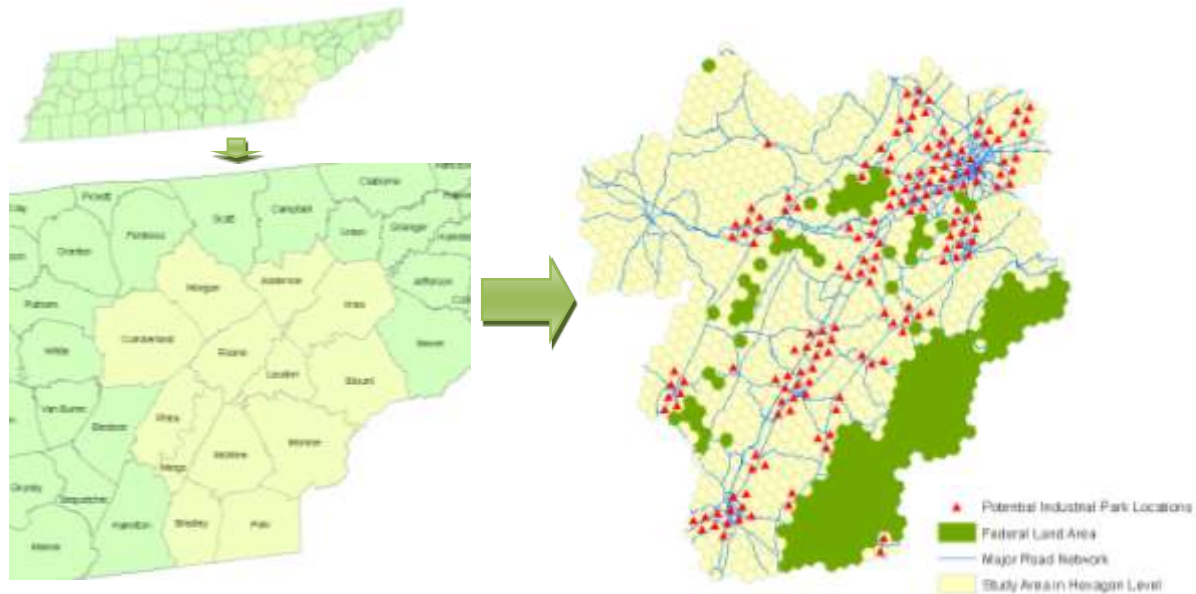 Claiborne
Pickett
Scott
Campbell
Clay
Fentress
Union
Grainger
Overton
Jefferson
Anderson
Morgan
Knox
Putnam
Cumberland
White
Roane
Sevier
Loudon
Blount
Van Buren
Rhea
Bledsoe
Monroe
McMinn
Meigs
Grundy
Sequatchie
Hamilton
Bradley
Polk
Marion
Potential Industrial Park Locations
Federal Land Area
Major Road Network
Study Area in Hexagon Level